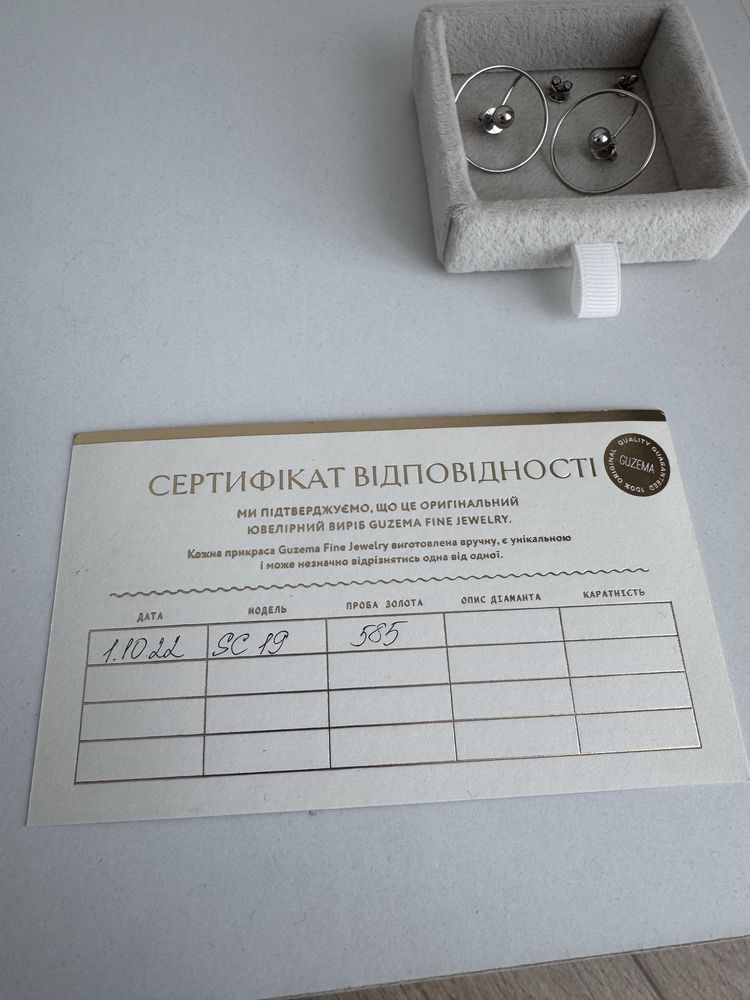 СЕРТИФІКАТ ВІДПОВІДНОСТІ
100% ORIGINAL QUALITY GUARANTEED
GUZEMA
МИ ПІДТВЕРДЖУЄМО, ЩО ЦЕ ОРИГІНАЛЬНИЙ
ЮВЕЛІРНИЙ ВИРІБ GUZEMA FINE JEWELRY.
Кожна прикраса Guzema Fine Jewelry виготовлена вручну, є унікальною
і може незначно відрізнятись одна від одної.
ДАТА МОДЕЛЬ ПРОБА ЗОЛОТА ОПИС ДІАМАНТА КАРАТНІСТЬ
1.10.22 SC 19 585